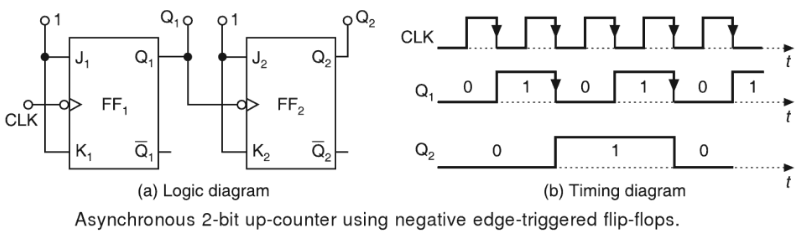 1 Q₁ 1 Q₂
J₁ Q₁ J₂ Q₂
CLK FF₁ FF₂
K₁ Q̅₁ K₂ Q̅₂
(a) Logic diagram
CLK t
Q₁ 0 1 0 1 0 1 t
Q₂ 0 1 0 t
(b) Timing diagram
Asynchronous 2-bit up-counter using negative edge-triggered flip-flops.